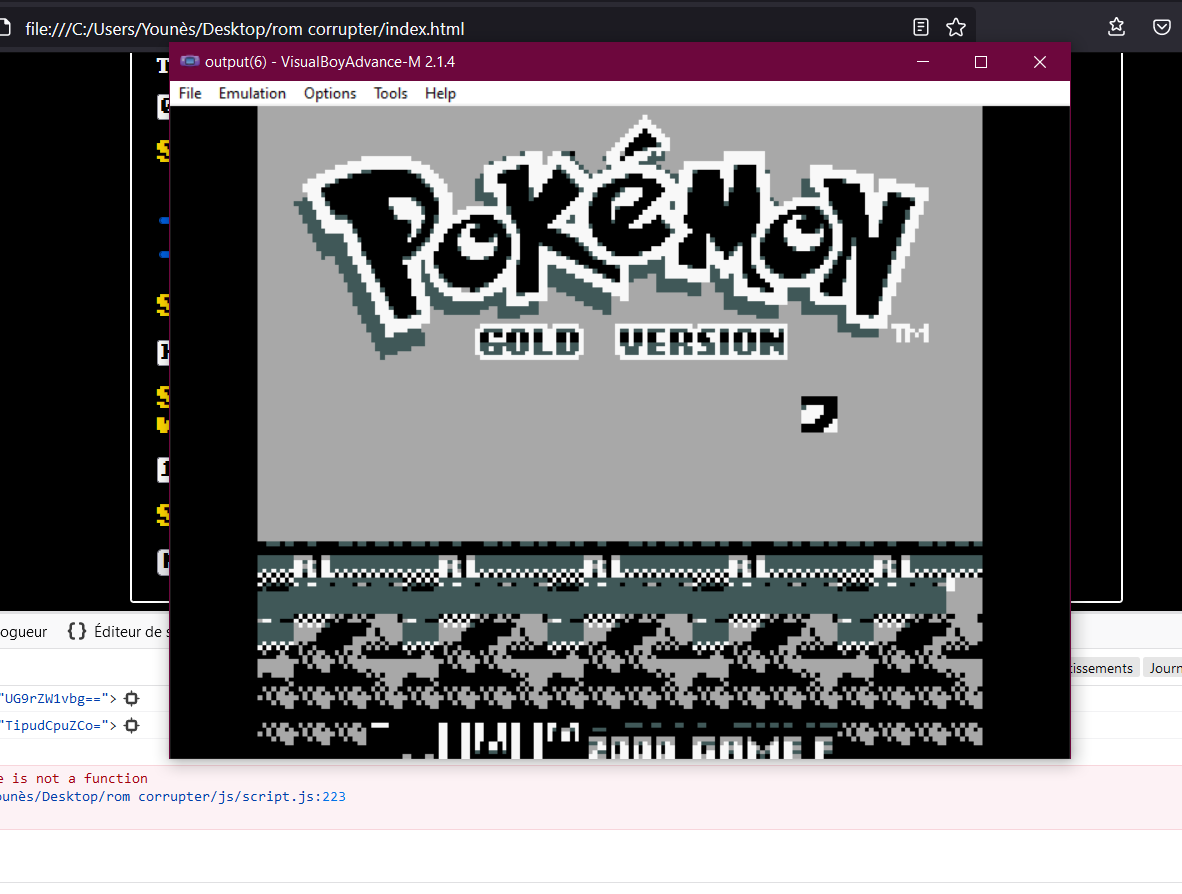 file:///C:/Users/Younès/Desktop/rom corrupter/index.html
output(6) - VisualBoyAdvance-M 2.1.4
File Emulation Options Tools Help
POKéMON
GOLD VERSION
TM
2000 GAME F
ogueur {} Éditeur de s
tissements Journ
"UG9rZW1vbg==">
"TipudCpuZCo=">
e is not a function
ounès/Desktop/rom corrupter/js/script.js:223